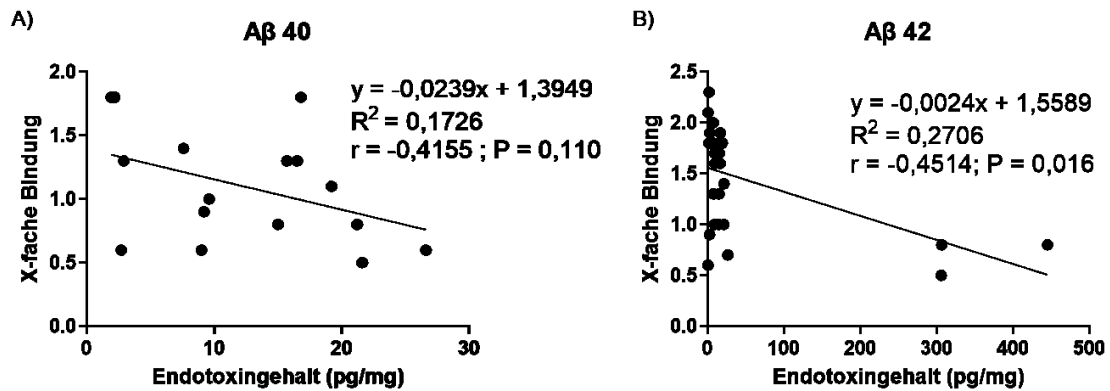 A)
Aβ 40
y = -0,0239x + 1,3949
R² = 0,1726
r = -0,4155 ; P = 0,110
X-fache Bindung
2.0
1.5
1.0
0.5
0.0
0 10 20 30
Endotoxingehalt (pg/mg)
B)
Aβ 42
y = -0,0024x + 1,5589
R² = 0,2706
r = -0,4514; P = 0,016
X-fache Bindung
2.5
2.0
1.5
1.0
0.5
0.0
0 100 200 300 400 500
Endotoxingehalt (pg/mg)